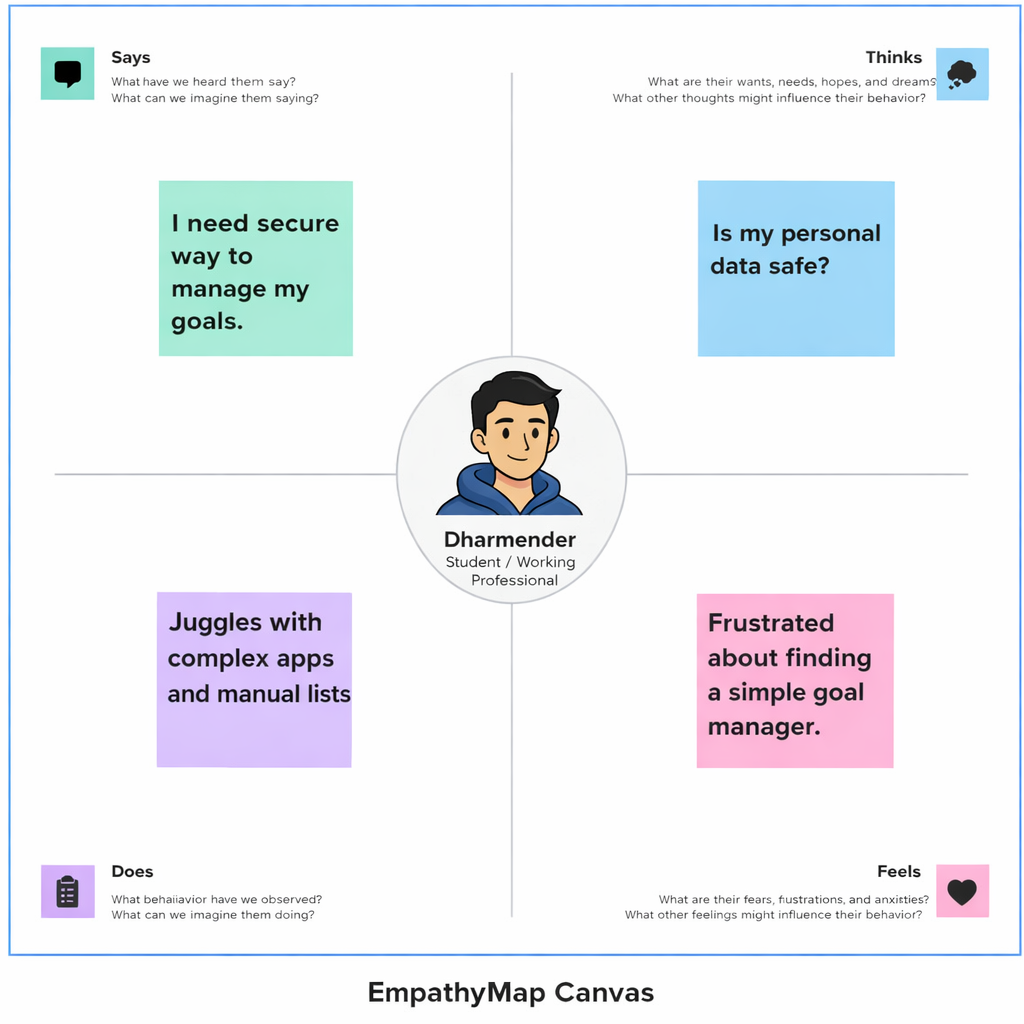 Says
What have we heard them say?
What can we imagine them saying?
Thinks
What are their wants, needs, hopes, and dreams
What other thoughts might influence their behavior?
I need secure
way to
manage my
goals.
Is my personal
data safe?
Dharmender
Student / Working
Professional
Juggles with
complex apps
and manual lists
Frustrated
about finding
a simple goal
manager.
Does
What behaiiavior have we observed?
What can we imagine them doing?
Feels
What are their fears, fiustrations, and anxisties?
What other feelings might influence their behavior?
EmpathyMap Canvas